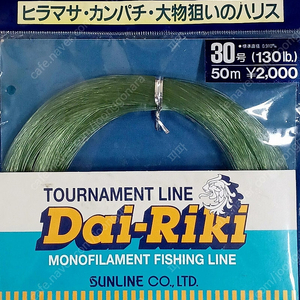 ヒラマサ・カンパチ・大物狙いのハリス
30号(130lb.)
50m ¥2,000
TOURNAMENT LINE
Dai-Riki
MONOFILAMENT FISHING LINE
SUNLINE CO., LTD.